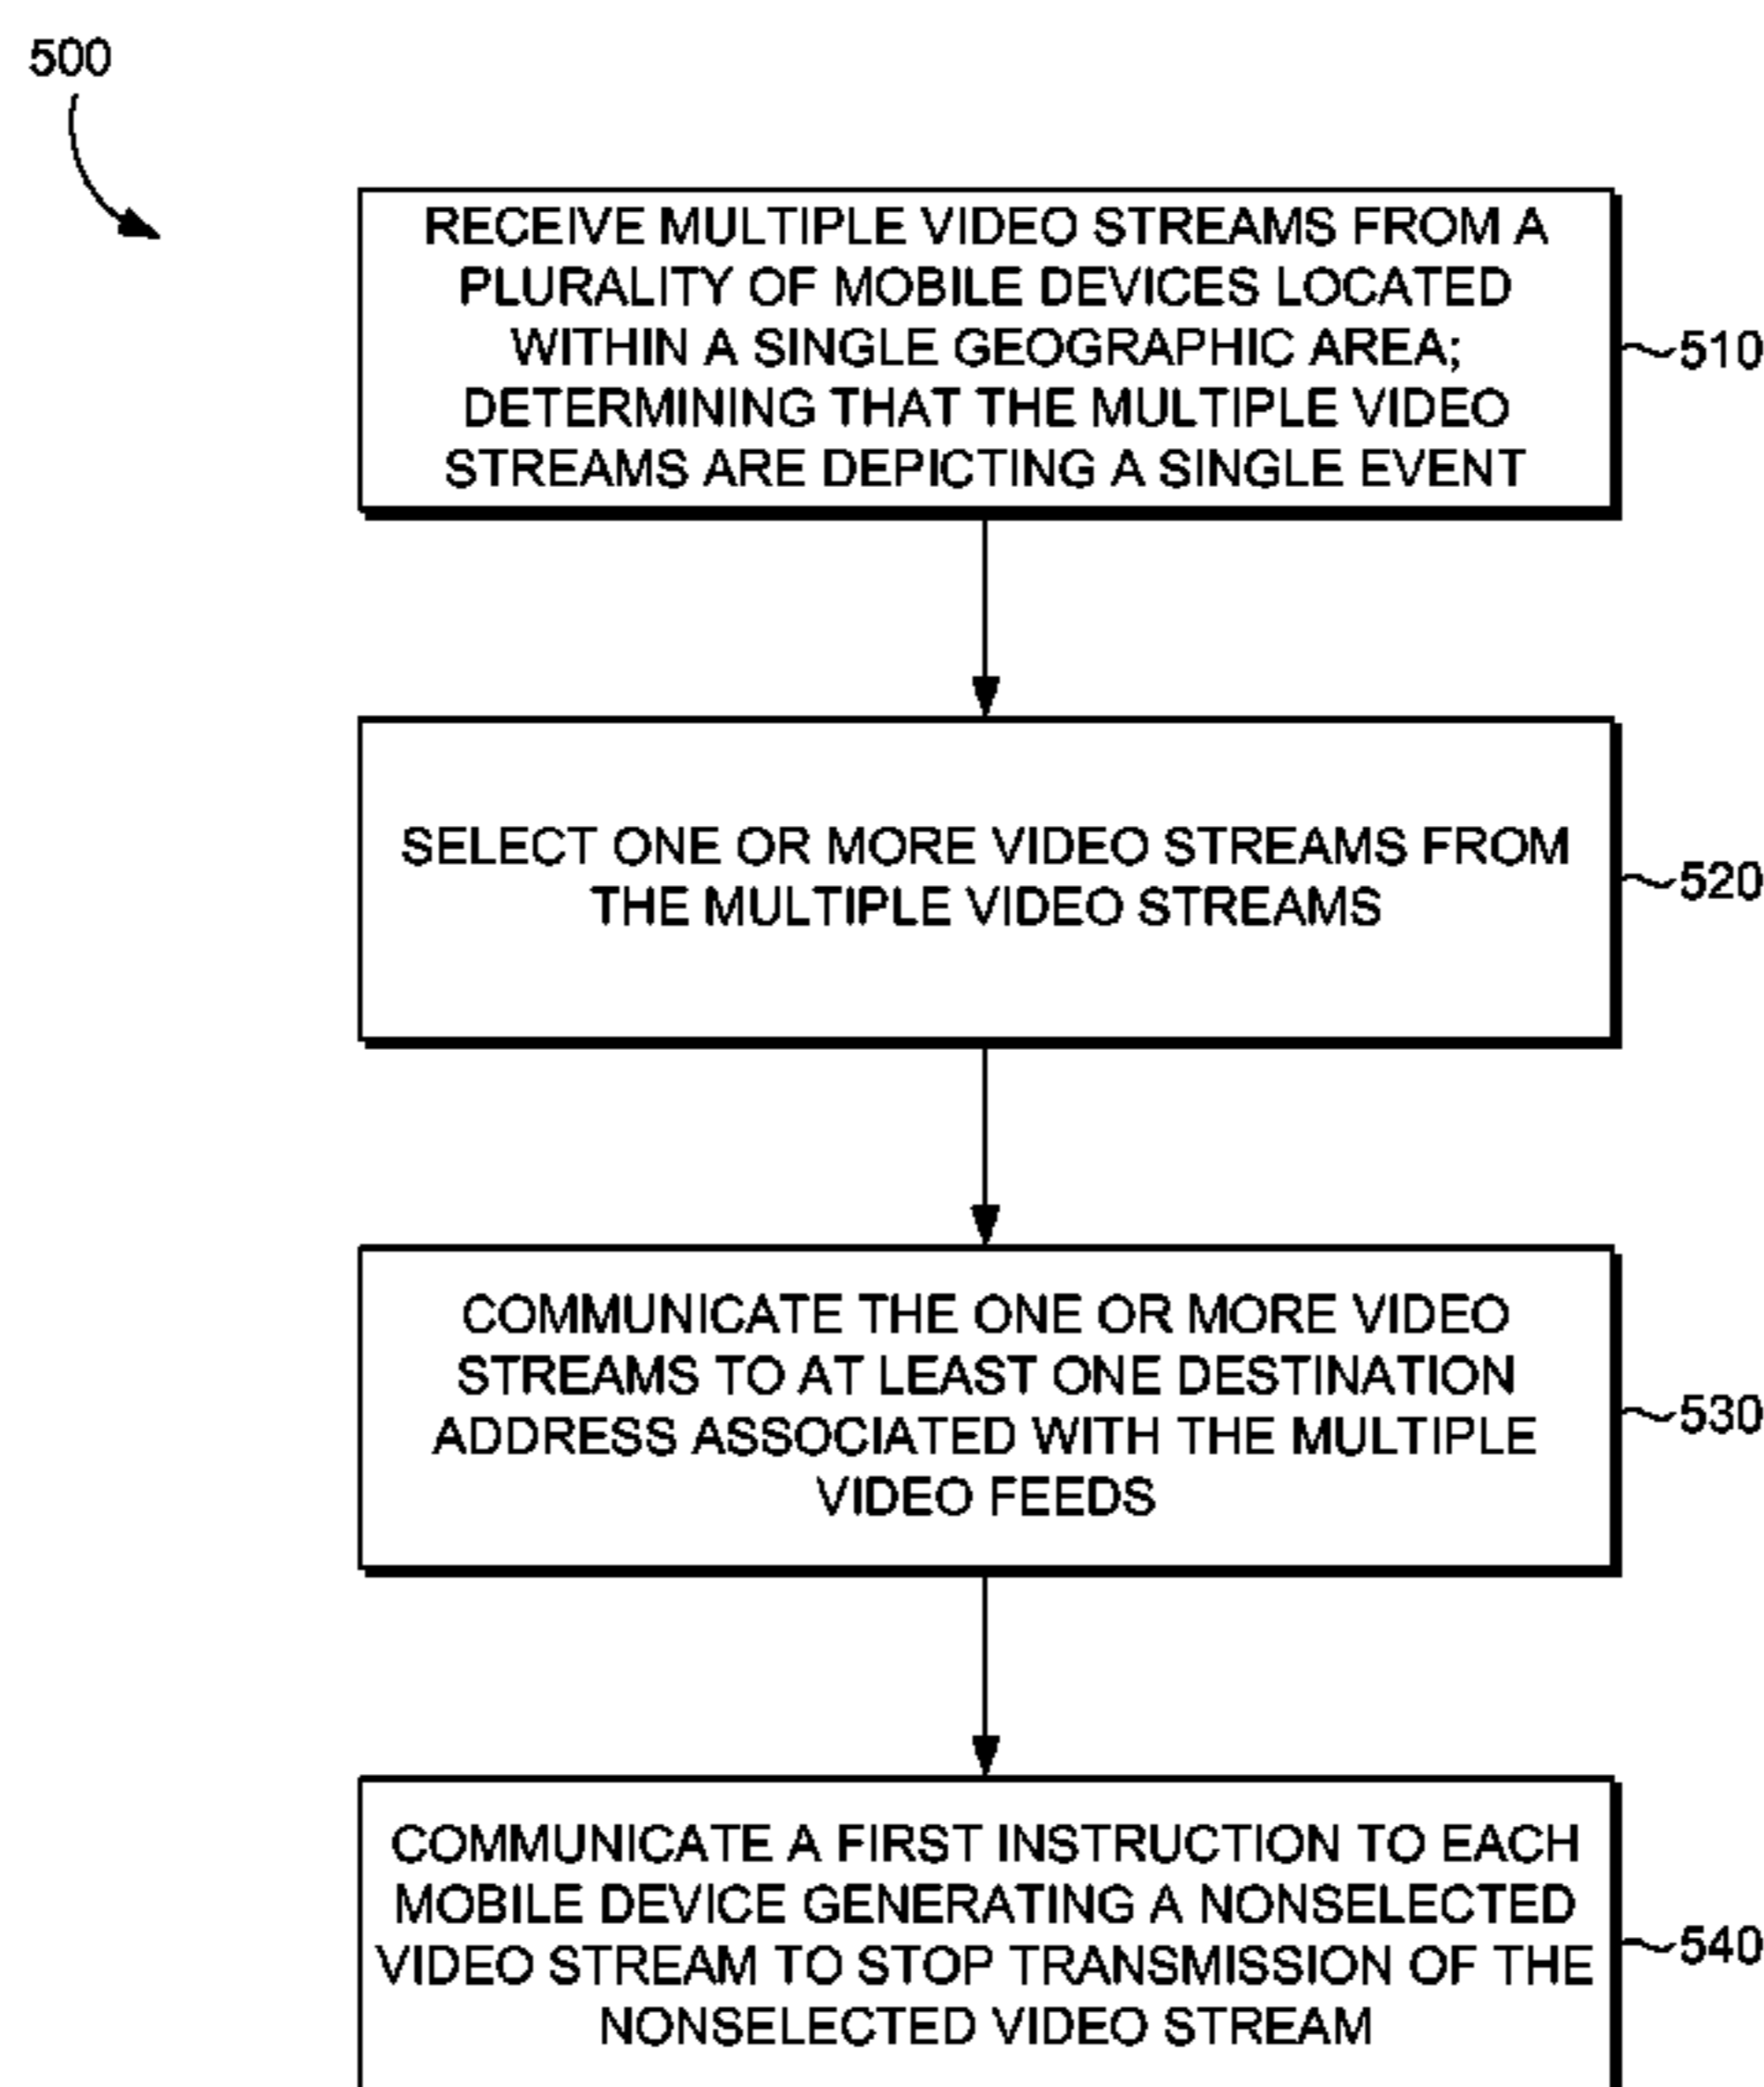 500
RECEIVE MULTIPLE VIDEO STREAMS FROM A
PLURALITY OF MOBILE DEVICES LOCATED
WITHIN A SINGLE GEOGRAPHIC AREA;
DETERMINING THAT THE MULTIPLE VIDEO
STREAMS ARE DEPICTING A SINGLE EVENT
510
SELECT ONE OR MORE VIDEO STREAMS FROM
THE MULTIPLE VIDEO STREAMS
520
COMMUNICATE THE ONE OR MORE VIDEO
STREAMS TO AT LEAST ONE DESTINATION
ADDRESS ASSOCIATED WITH THE MULTIPLE
VIDEO FEEDS
530
COMMUNICATE A FIRST INSTRUCTION TO EACH
MOBILE DEVICE GENERATING A NONSELECTED
VIDEO STREAM TO STOP TRANSMISSION OF THE
NONSELECTED VIDEO STREAM
540